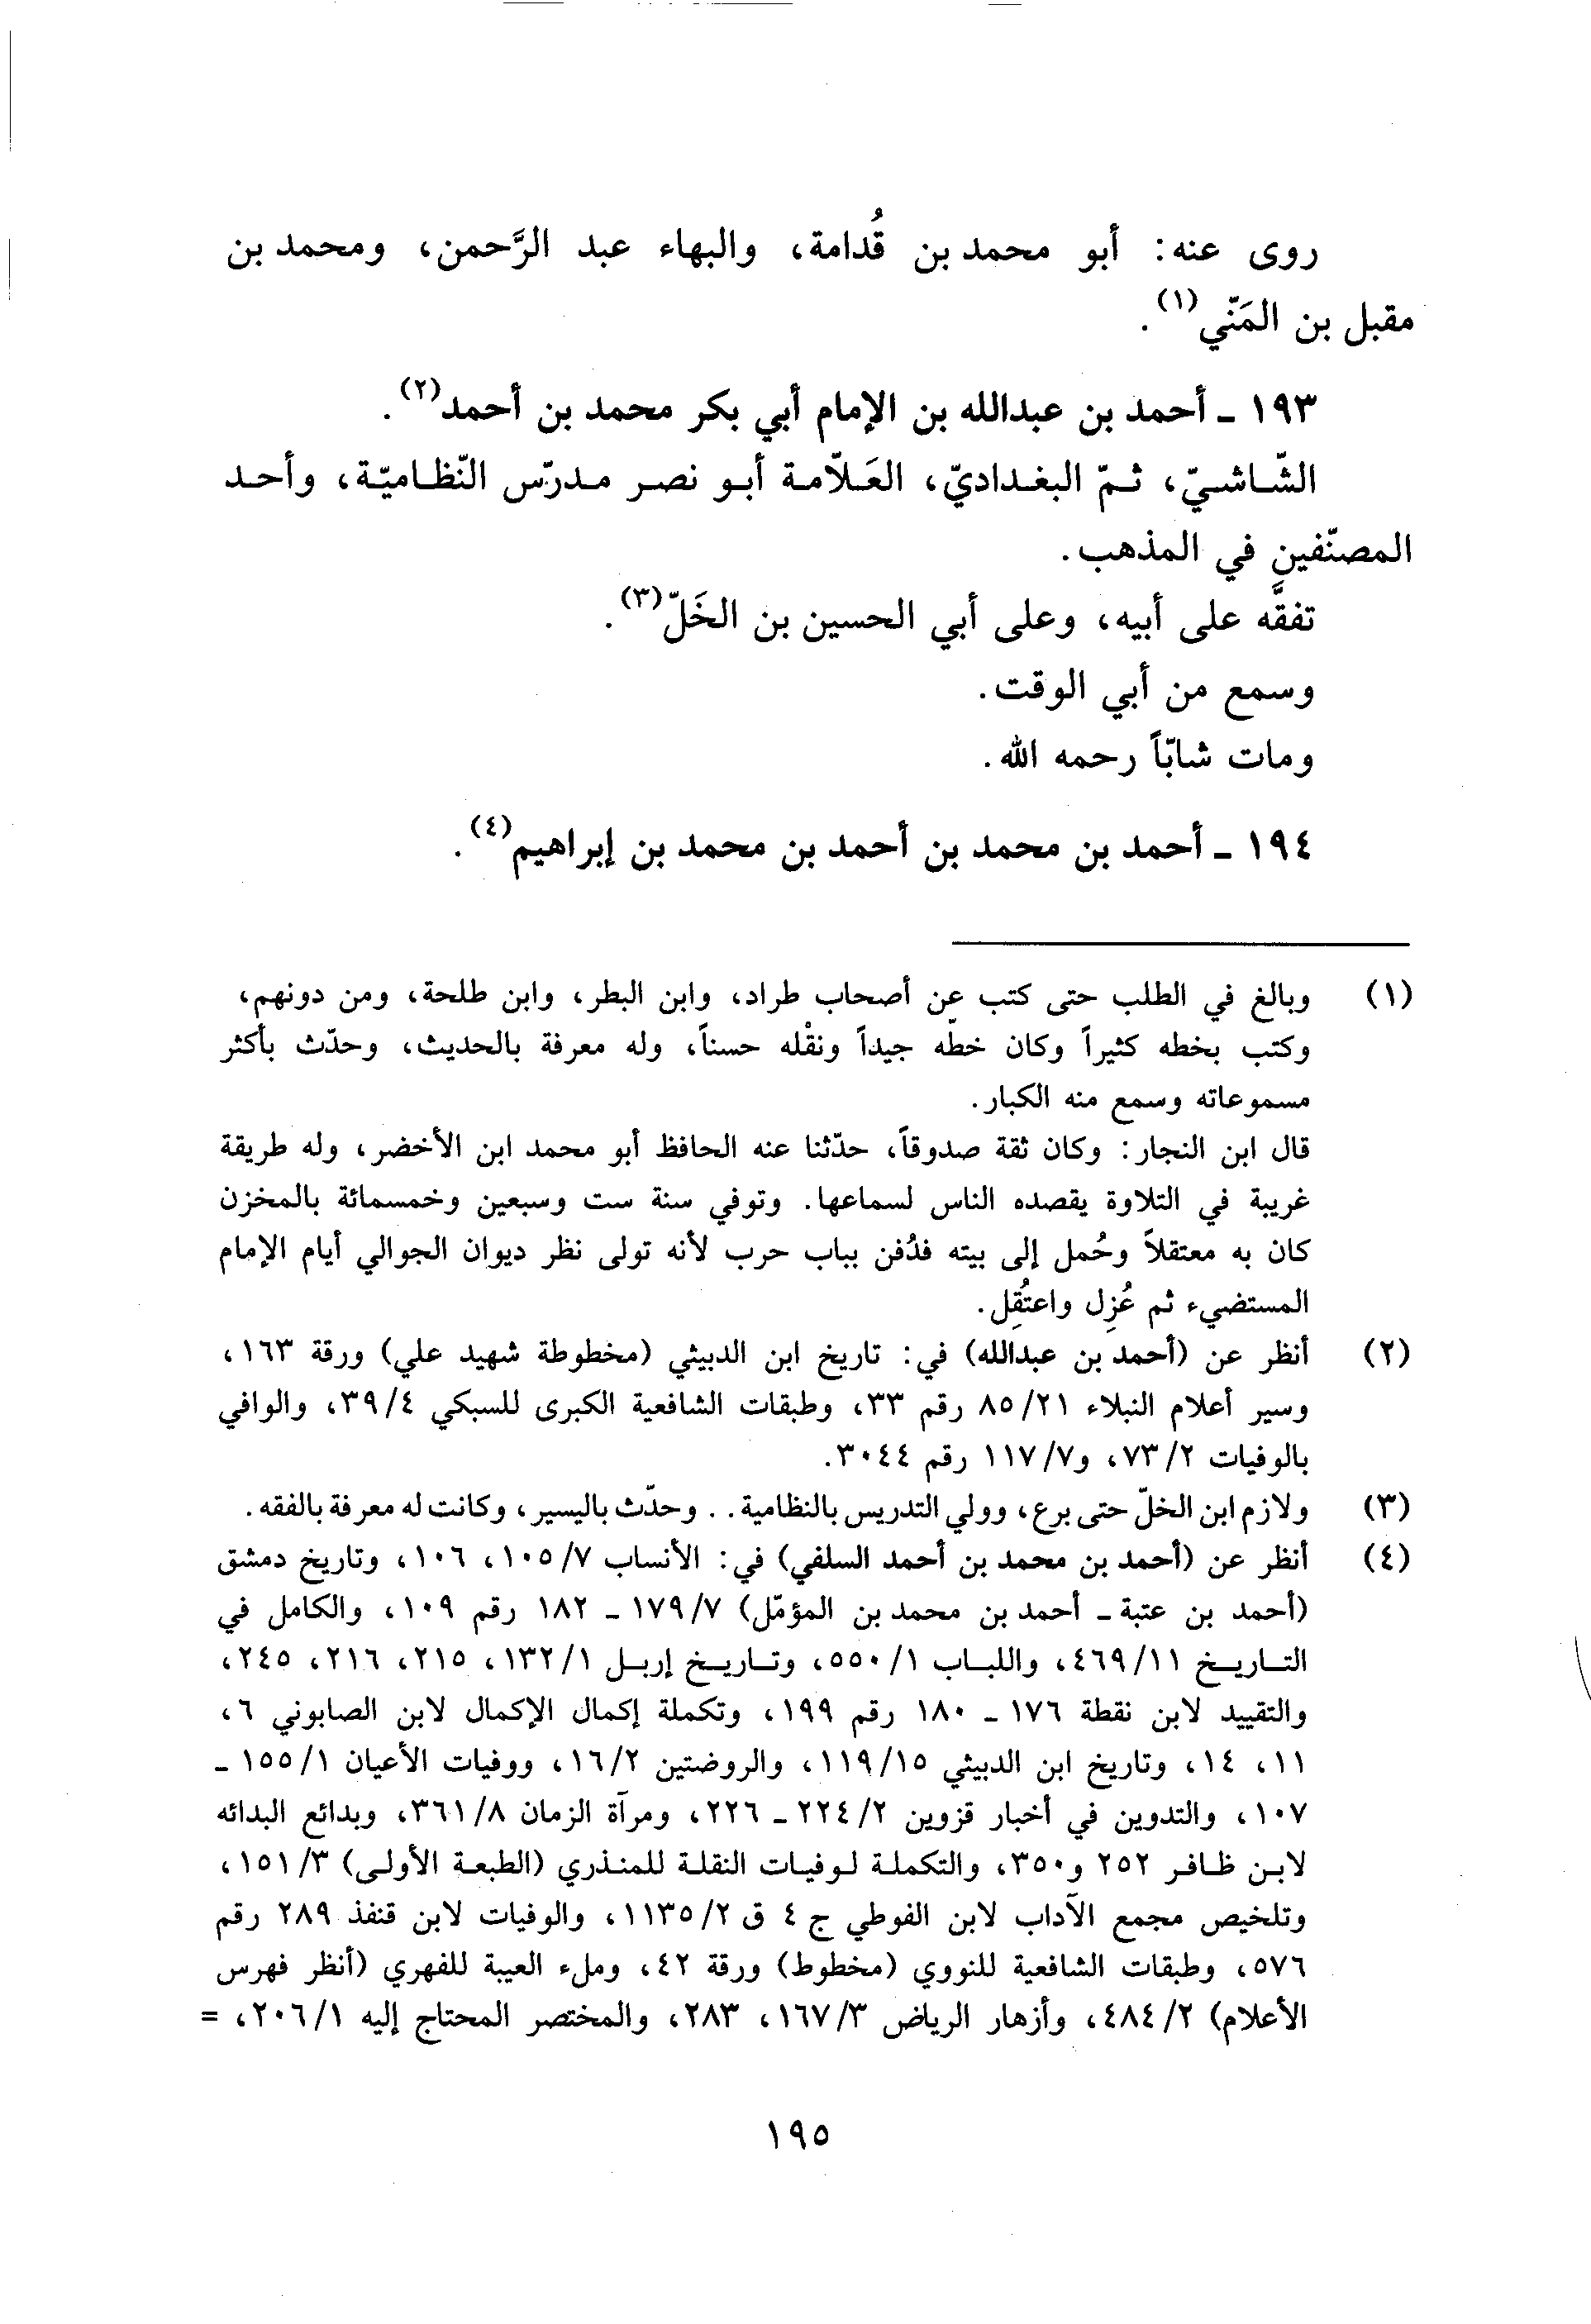 روى عنه: أبو محمد بن قُدامة، والبهاء عبد الرَّحمن، ومحمد بن
مقبل بن المَنّي(١).
١٩٣ ـ أحمد بن عبدالله بن الإمام أبي بكر محمد بن أحمد(٢).
الشّاشيّ، ثمّ البغداديّ، العَلّامة أبو نصر مدرّس النّظاميّة، وأحد
المصنّفين في المذهب.
تفقَّه على أبيه، وعلى أبي الحسين بن الخَلّ(٣).
وسمع من أبي الوقت.
ومات شابّاً رحمه الله.
١٩٤ ـ أحمد بن محمد بن أحمد بن محمد بن إبراهيم(٤).
(١) وبالغ في الطلب حتى كتب عن أصحاب طراد، وابن البطر، وابن طلحة، ومن دونهم،
وكتب بخطه كثيراً وكان خطّه جيداً ونقْله حسناً، وله معرفة بالحديث، وحدّث بأكثر
مسموعاته وسمع منه الكبار.
قال ابن النجار: وكان ثقة صدوقاً، حدّثنا عنه الحافظ أبو محمد ابن الأخضر، وله طريقة
غريبة في التلاوة يقصده الناس لسماعها. وتوفي سنة ست وسبعين وخمسمائة بالمخزن
كان به معتقلاً وحُمل إلى بيته فدُفن بباب حرب لأنه تولى نظر ديوان الجوالي أيام الإمام
المستضيء ثم عُزِل واعتُقِل.
(٢) أنظر عن (أحمد بن عبدالله) في: تاريخ ابن الدبيثي (مخطوطة شهيد علي) ورقة ١٦٣،
وسير أعلام النبلاء ٨٥/٢١ رقم ٣٣، وطبقات الشافعية الكبرى للسبكي ٣٩/٤، والوافي
بالوفيات ٧٣/٢، و١١٧/٧ رقم ٣٠٤٤.
(٣) ولازم ابن الخلّ حتى برع، وولي التدريس بالنظامية.. وحدّث باليسير، وكانت له معرفة بالفقه.
(٤) أنظر عن (أحمد بن محمد بن أحمد السلفي) في: الأنساب ١٠٥/٧، ١٠٦، وتاريخ دمشق
(أحمد بن عتبة ـ أحمد بن محمد بن المؤمّل) ١٧٩/٧ ـ ١٨٢ رقم ١٠٩، والكامل في
التاريخ ٤٦٩/١١، واللباب ٥٥٠/١، وتاريخ إربل ١٣٢/١، ٢١٥، ٢١٦، ٢٤٥،
والتقييد لابن نقطة ١٧٦ ـ ١٨٠ رقم ١٩٩، وتكملة إكمال الإكمال لابن الصابوني ٦،
١١، ١٤، وتاريخ ابن الدبيثي ١١٩/١٥، والروضتين ١٦/٢، ووفيات الأعيان ١٥٥/١ ـ
١٠٧، والتدوين في أخبار قزوين ٢٢٤/٢ ـ ٢٢٦، ومرآة الزمان ٣٦١/٨، وبدائع البدائه
لابن ظافر ٢٥٢ و٣٥٠، والتكملة لوفيات النقلة للمنذري (الطبعة الأولى) ١٥١/٣،
وتلخيص مجمع الآداب لابن الفوطي ج ٤ ق ١١٣٥/٢، والوفيات لابن قنفذ ٢٨٩ رقم
٥٧٦، وطبقات الشافعية للنووي (مخطوط) ورقة ٤٢، وملء العيبة للفهري (أنظر فهرس
الأعلام) ٤٨٤/٢، وأزهار الرياض ١٦٧/٣، ٢٨٣، والمختصر المحتاج إليه ٢٠٦/١، =
١٩٥